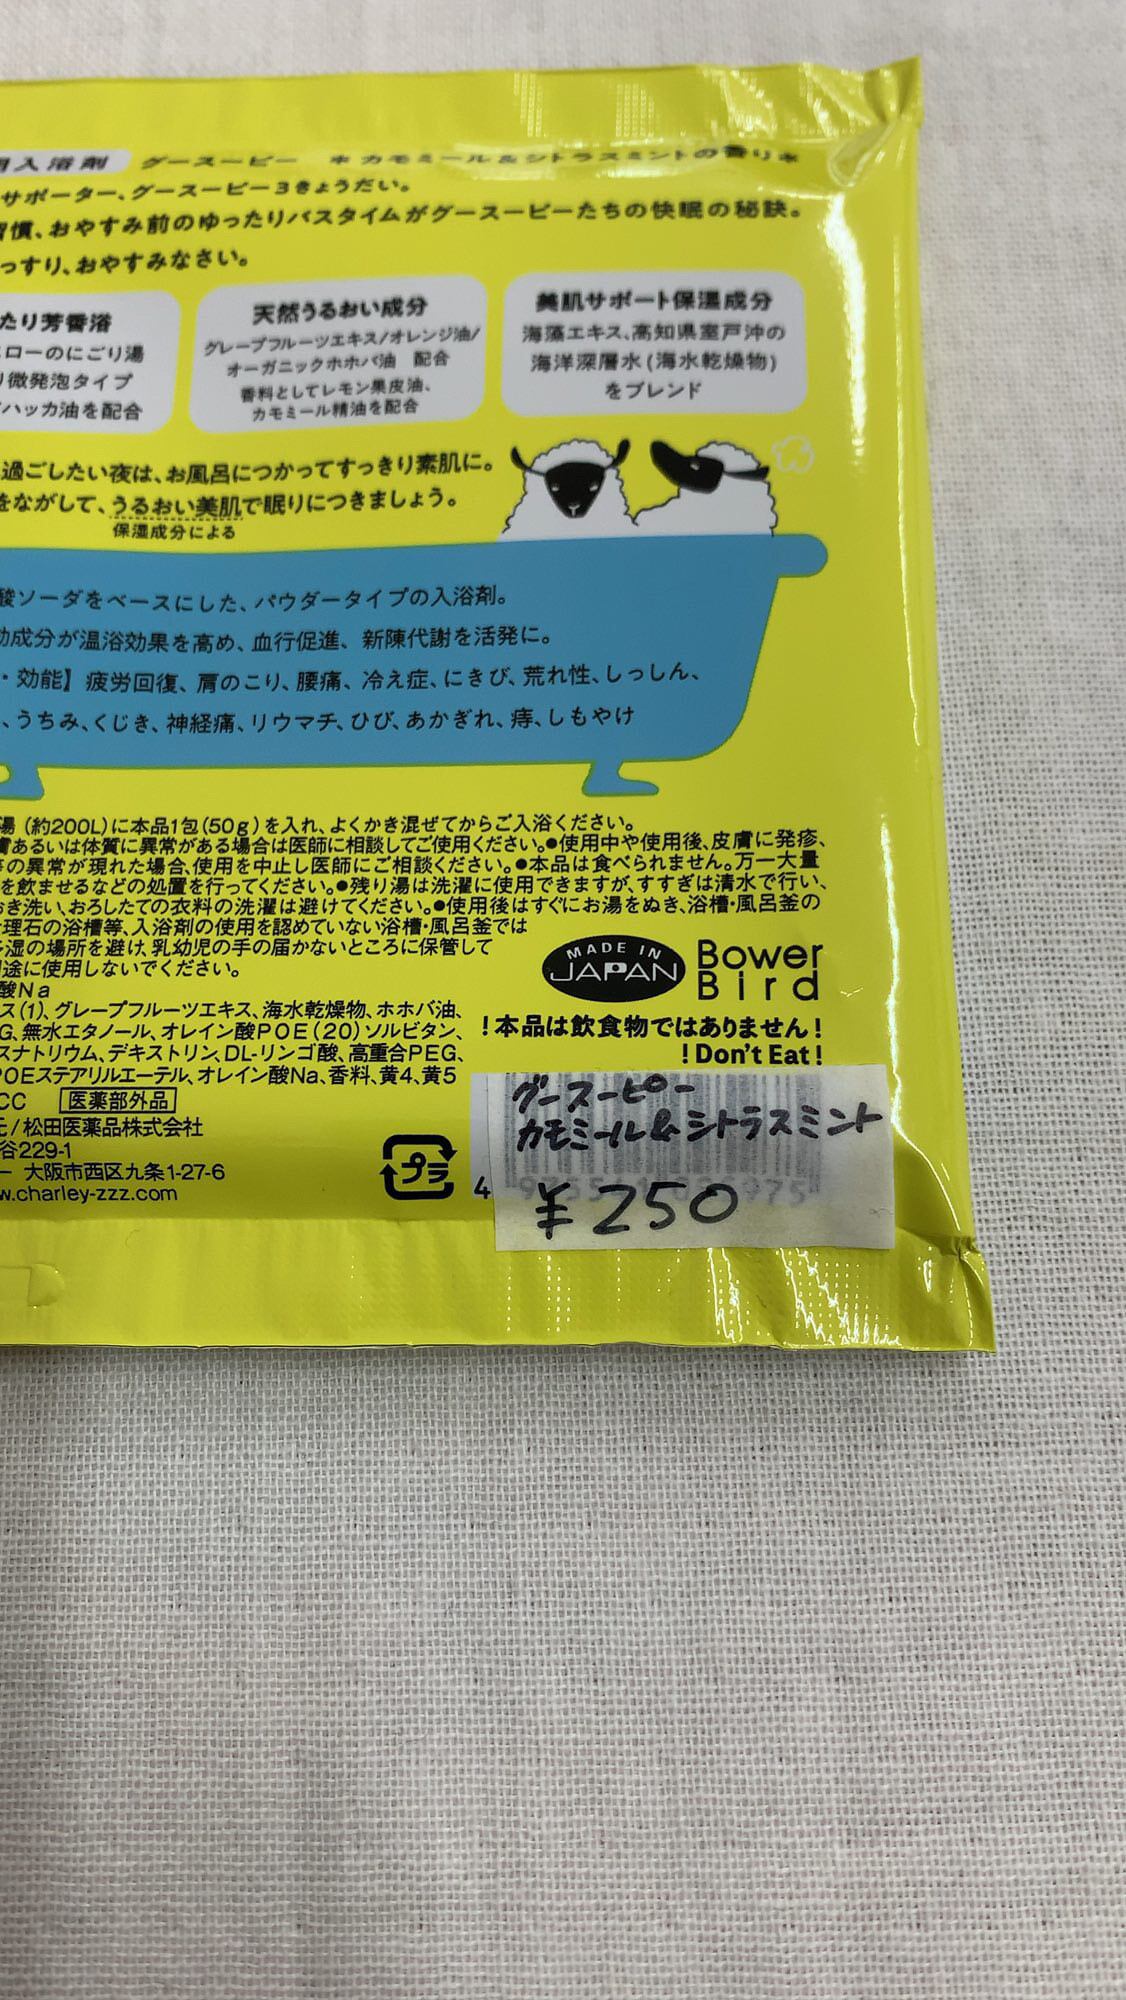 用入浴剤 グースーピー ＊カモミール&シトラスミントの香り＊
サポーター、グースーピー3きょうだい。
習慣、おやすみ前のゆったりバスタイムがグースーピーたちの快眠の秘訣。
っすり、おやすみなさい。
たり芳香浴
エローのにごり湯
り微発泡タイプ
ハッカ油を配合
天然うるおい成分
グレープフルーツエキス/オレンジ油/
オーガニックホホバ油 配合
香料としてレモン果皮油、
カモミール精油を配合
美肌サポート保湿成分
海藻エキス、高知県室戸沖の
海洋深層水(海水乾燥物)
をブレンド
過ごしたい夜は、お風呂につかってすっきり素肌に。
をながして、うるおい美肌で眠りにつきましょう。
保湿成分による
酸ソーダをベースにした、パウダータイプの入浴剤。
効成分が温浴効果を高め、血行促進、新陳代謝を活発に。
・効能】疲労回復、肩のこり、腰痛、冷え症、にきび、荒れ性、しっしん、
、うちみ、くじき、神経痛、リウマチ、ひび、あかぎれ、痔、しもやけ
湯(約200L)に本品1包(50g)を入れ、よくかき混ぜてからご入浴ください。
膚あるいは体質に異常がある場合は医師に相談してご使用ください。●使用中や使用後、皮膚に発疹、
等の異常が現れた場合、使用を中止し医師にご相談ください。●本品は食べられません。万一大量
を飲ませるなどの処置を行ってください。●残り湯は洗濯に使用できますが、すすぎは清水で行い、
おき洗い、おろしたての衣料の洗濯は避けてください。●使用後はすぐにお湯をぬき、浴槽・風呂釜の
理石の浴槽等、入浴剤の使用を認めていない浴槽・風呂釜では
多湿の場所を避け、乳幼児の手の届かないところに保管して
途に使用しないでください。
酸Na
ス(1)、グレープフルーツエキス、海水乾燥物、ホホバ油、
G、無水エタノール、オレイン酸POE(20)ソルビタン、
スナトリウム、デキストリン、DL-リンゴ酸、高重合PEG、
POEステアリルエーテル、オレイン酸Na、香料、黄4、黄5
CC 医薬部外品
元/松田医薬品株式会社
谷229-1
ー 大阪市西区九条1-27-6
w.charley-zzz.com
MADE IN
JAPAN
Bower
Bird
!本品は飲食物ではありません!
!Don't Eat!
プラ
4
グースーピー
カモミール&シトラスミント
¥250